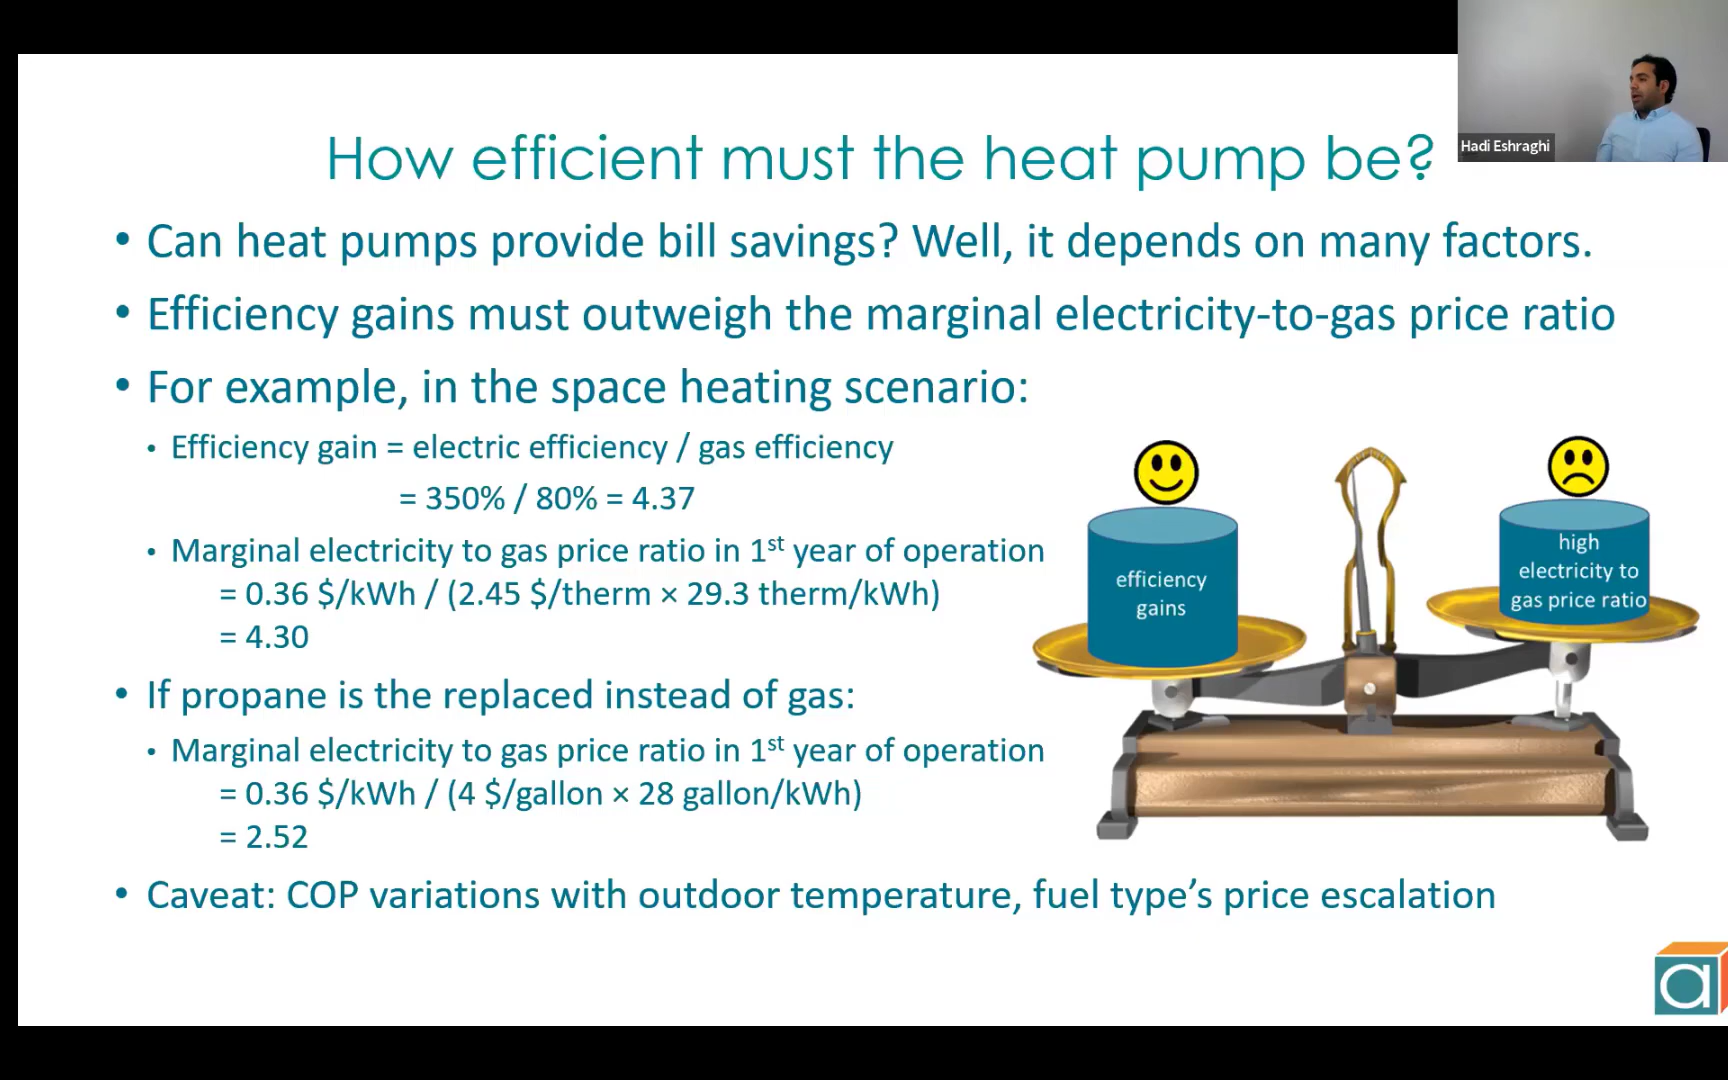 Hadi Eshraghi
How efficient must the heat pump be?
• Can heat pumps provide bill savings? Well, it depends on many factors.
• Efficiency gains must outweigh the marginal electricity-to-gas price ratio
• For example, in the space heating scenario:
• Efficiency gain = electric efficiency / gas efficiency
= 350% / 80% = 4.37
• Marginal electricity to gas price ratio in 1st year of operation
= 0.36 $/kWh / (2.45 $/therm × 29.3 therm/kWh)
= 4.30
• If propane is the replaced instead of gas:
• Marginal electricity to gas price ratio in 1st year of operation
= 0.36 $/kWh / (4 $/gallon × 28 gallon/kWh)
= 2.52
• Caveat: COP variations with outdoor temperature, fuel type’s price escalation
efficiency
gains
high
electricity to
gas price ratio
a